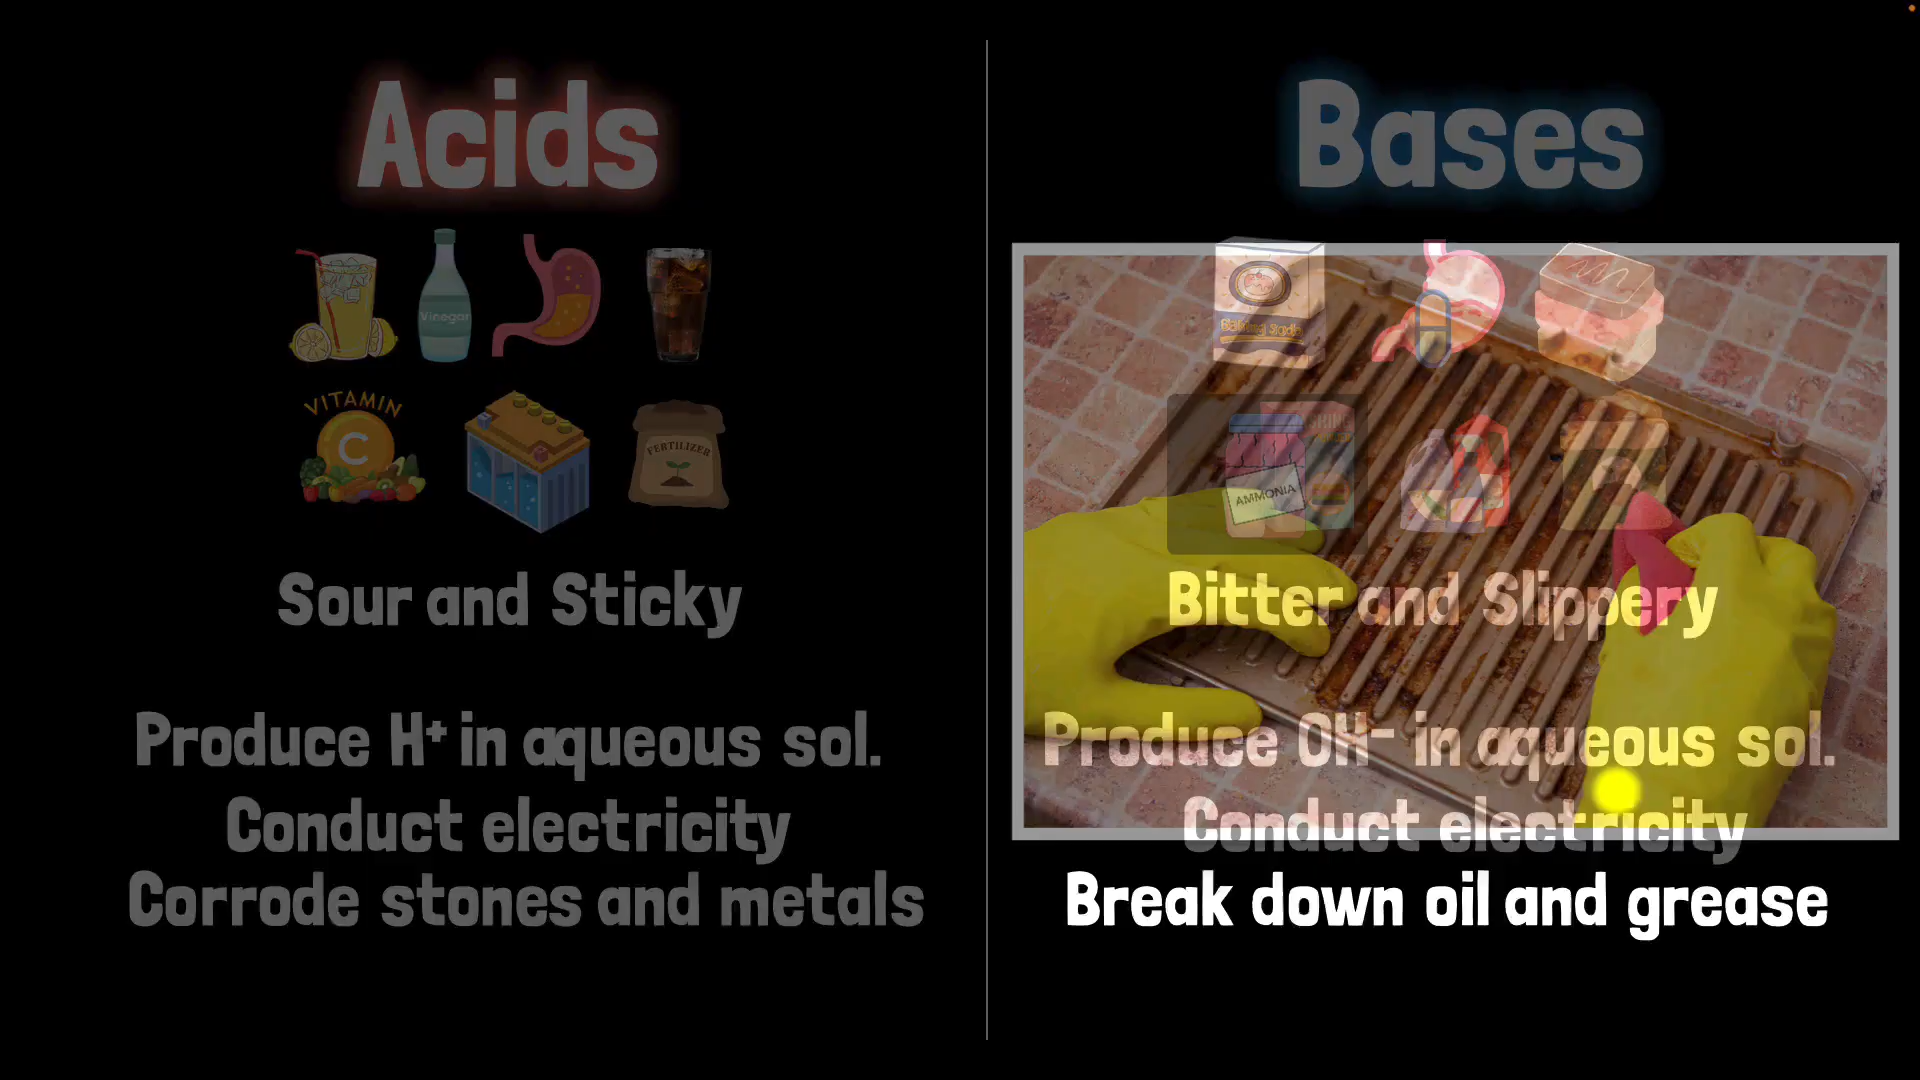 Acids
Vinegar
VITAMIN
C
FERTILIZER
Sour and Sticky
Produce H⁺ in aqueous sol.
Conduct electricity
Corrode stones and metals
Bases
Baking Soda
AMMONIA
Bitter and Slippery
Produce OH⁻ in aqueous sol.
Conduct electricity
Break down oil and grease